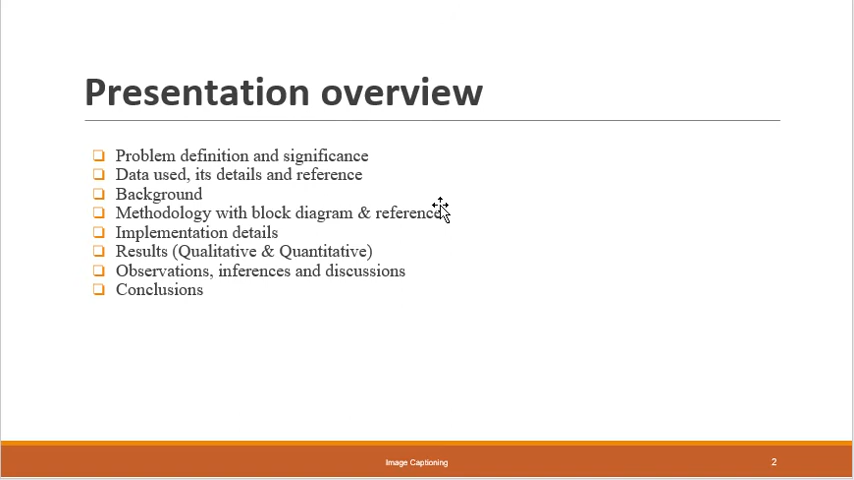 Presentation overview
Problem definition and significance
Data used, its details and reference
Background
Methodology with block diagram & reference
Implementation details
Results (Qualitative & Quantitative)
Observations, inferences and discussions
Conclusions
Image Captioning
2